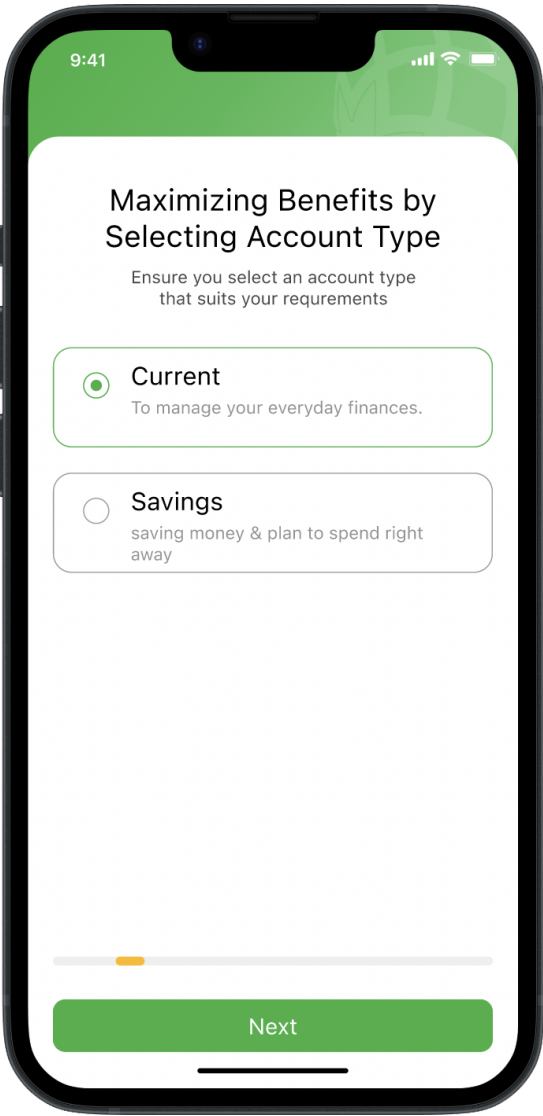 9:41
Maximizing Benefits by
Selecting Account Type
Ensure you select an account type
that suits your requrements
Current
To manage your everyday finances.
Savings
saving money & plan to spend right
away
Next